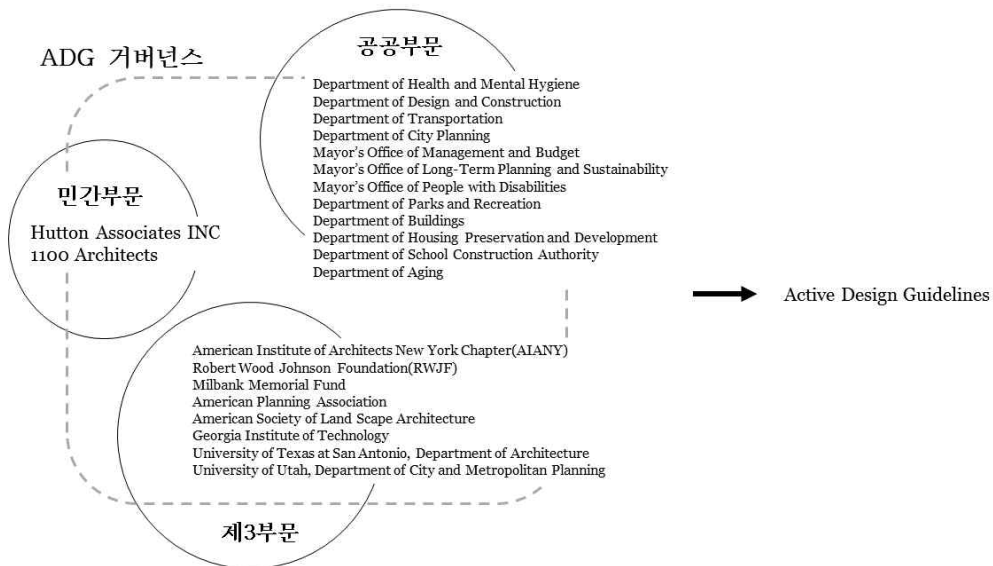 ADG 거버넌스
공공부문
Department of Health and Mental Hygiene
Department of Design and Construction
Department of Transportation
Department of City Planning
Mayor's Office of Management and Budget
Mayor's Office of Long-Term Planning and Sustainability
Mayor's Office of People with Disabilities
Department of Parks and Recreation
Department of Buildings
Department of Housing Preservation and Development
Department of School Construction Authority
Department of Aging
민간부문
Hutton Associates INC
1100 Architects
American Institute of Architects New York Chapter(AIANY)
Robert Wood Johnson Foundation(RWJF)
Milbank Memorial Fund
American Planning Association
American Society of Land Scape Architecture
Georgia Institute of Technology
University of Texas at San Antonio, Department of Architecture
University of Utah, Department of City and Metropolitan Planning
제3부문
Active Design Guidelines